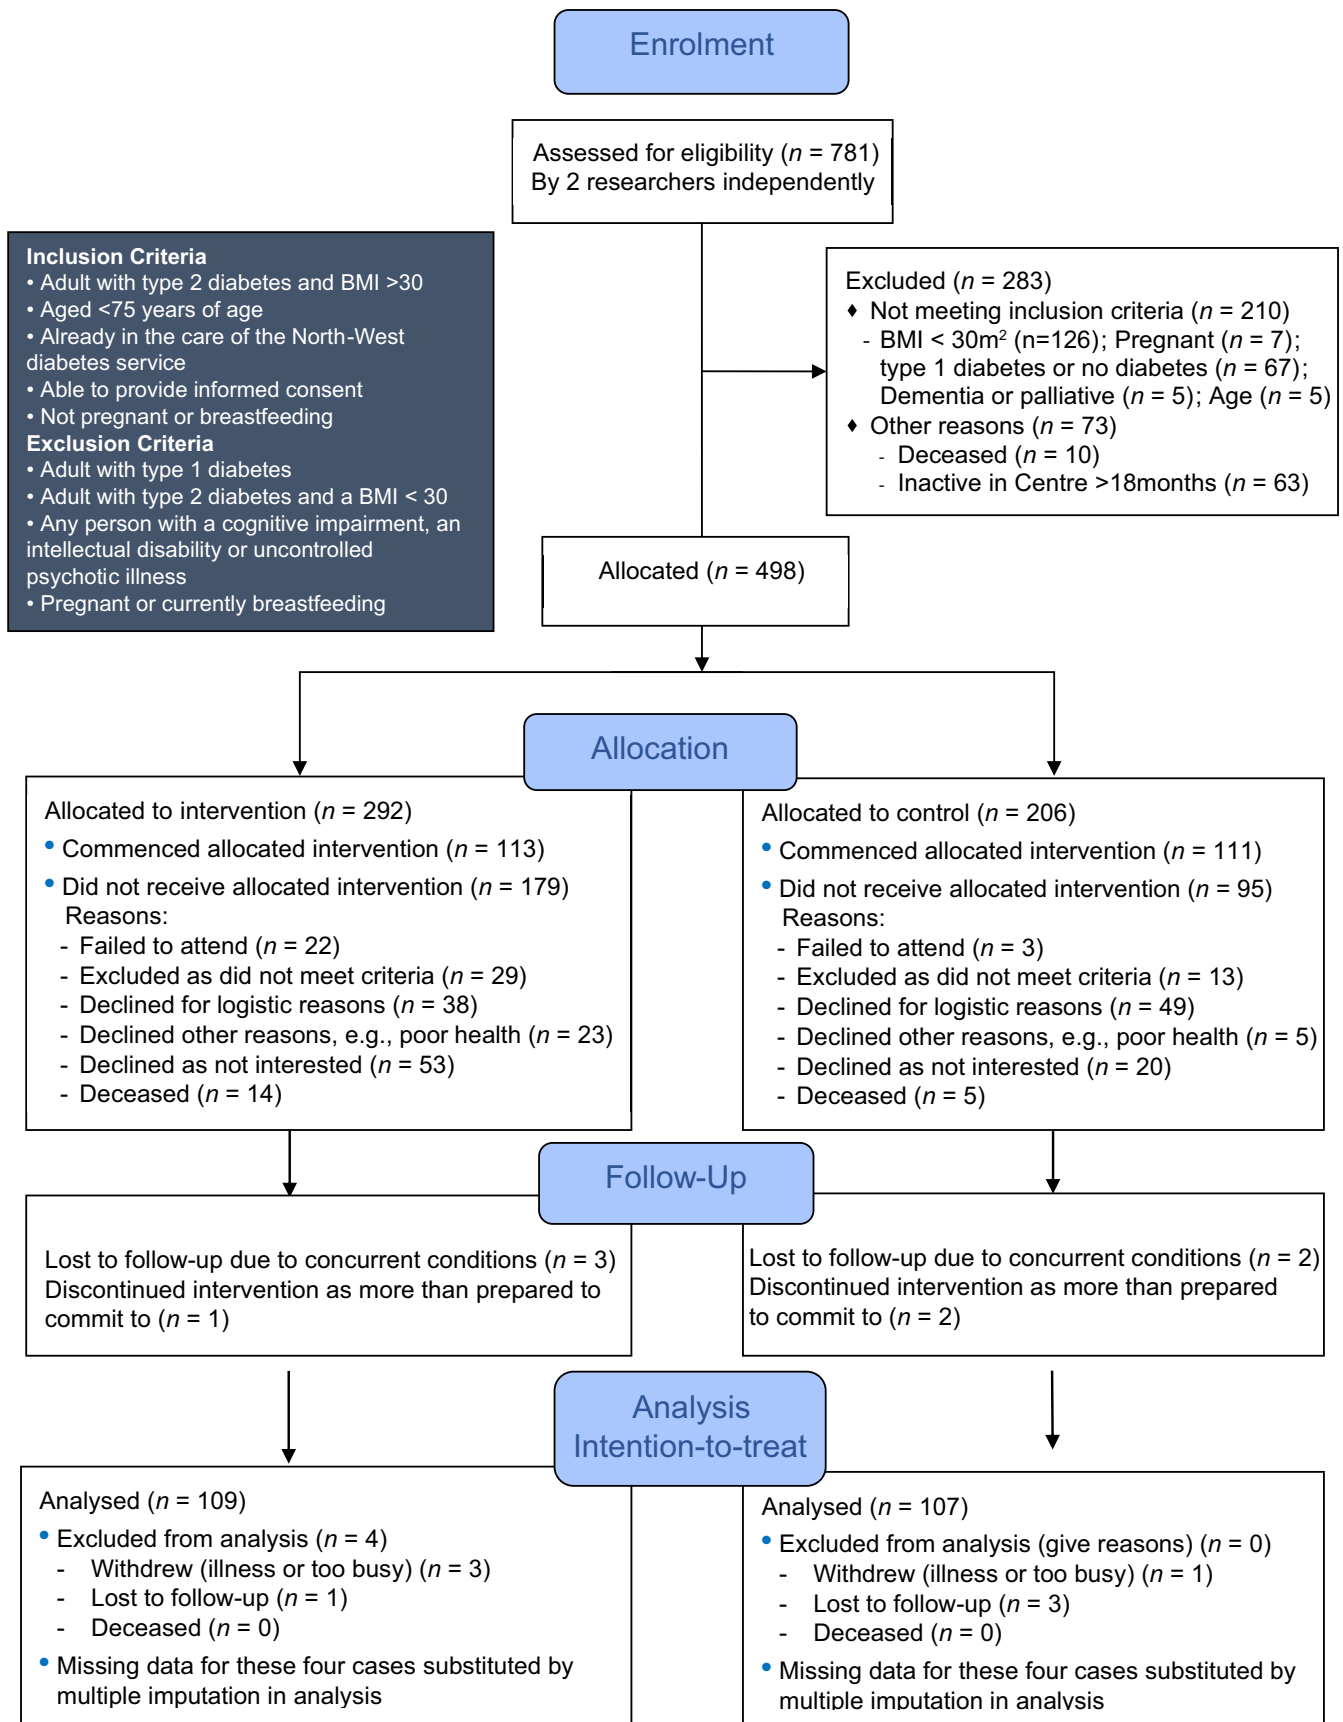 Enrolment
Assessed for eligibility (n = 781)
By 2 researchers independently
Inclusion Criteria
• Adult with type 2 diabetes and BMI >30
• Aged <75 years of age
• Already in the care of the North-West
diabetes service
• Able to provide informed consent
• Not pregnant or breastfeeding
Exclusion Criteria
• Adult with type 1 diabetes
• Adult with type 2 diabetes and a BMI < 30
• Any person with a cognitive impairment, an
intellectual disability or uncontrolled
psychotic illness
• Pregnant or currently breastfeeding
Excluded (n = 283)
♦ Not meeting inclusion criteria (n = 210)
- BMI < 30m² (n=126); Pregnant (n = 7);
type 1 diabetes or no diabetes (n = 67);
Dementia or palliative (n = 5); Age (n = 5)
♦ Other reasons (n = 73)
- Deceased (n = 10)
- Inactive in Centre >18months (n = 63)
Allocated (n = 498)
Allocation
Allocated to intervention (n = 292)
• Commenced allocated intervention (n = 113)
• Did not receive allocated intervention (n = 179)
Reasons:
- Failed to attend (n = 22)
- Excluded as did not meet criteria (n = 29)
- Declined for logistic reasons (n = 38)
- Declined other reasons, e.g., poor health (n = 23)
- Declined as not interested (n = 53)
- Deceased (n = 14)
Allocated to control (n = 206)
• Commenced allocated intervention (n = 111)
• Did not receive allocated intervention (n = 95)
Reasons:
- Failed to attend (n = 3)
- Excluded as did not meet criteria (n = 13)
- Declined for logistic reasons (n = 49)
- Declined other reasons, e.g., poor health (n = 5)
- Declined as not interested (n = 20)
- Deceased (n = 5)
Follow-Up
Lost to follow-up due to concurrent conditions (n = 3)
Discontinued intervention as more than prepared to
commit to (n = 1)
Lost to follow-up due to concurrent conditions (n = 2)
Discontinued intervention as more than prepared
to commit to (n = 2)
Analysis
Intention-to-treat
Analysed (n = 109)
• Excluded from analysis (n = 4)
- Withdrew (illness or too busy) (n = 3)
- Lost to follow-up (n = 1)
- Deceased (n = 0)
• Missing data for these four cases substituted by
multiple imputation in analysis
Analysed (n = 107)
• Excluded from analysis (give reasons) (n = 0)
- Withdrew (illness or too busy) (n = 1)
- Lost to follow-up (n = 3)
- Deceased (n = 0)
• Missing data for these four cases substituted by
multiple imputation in analysis